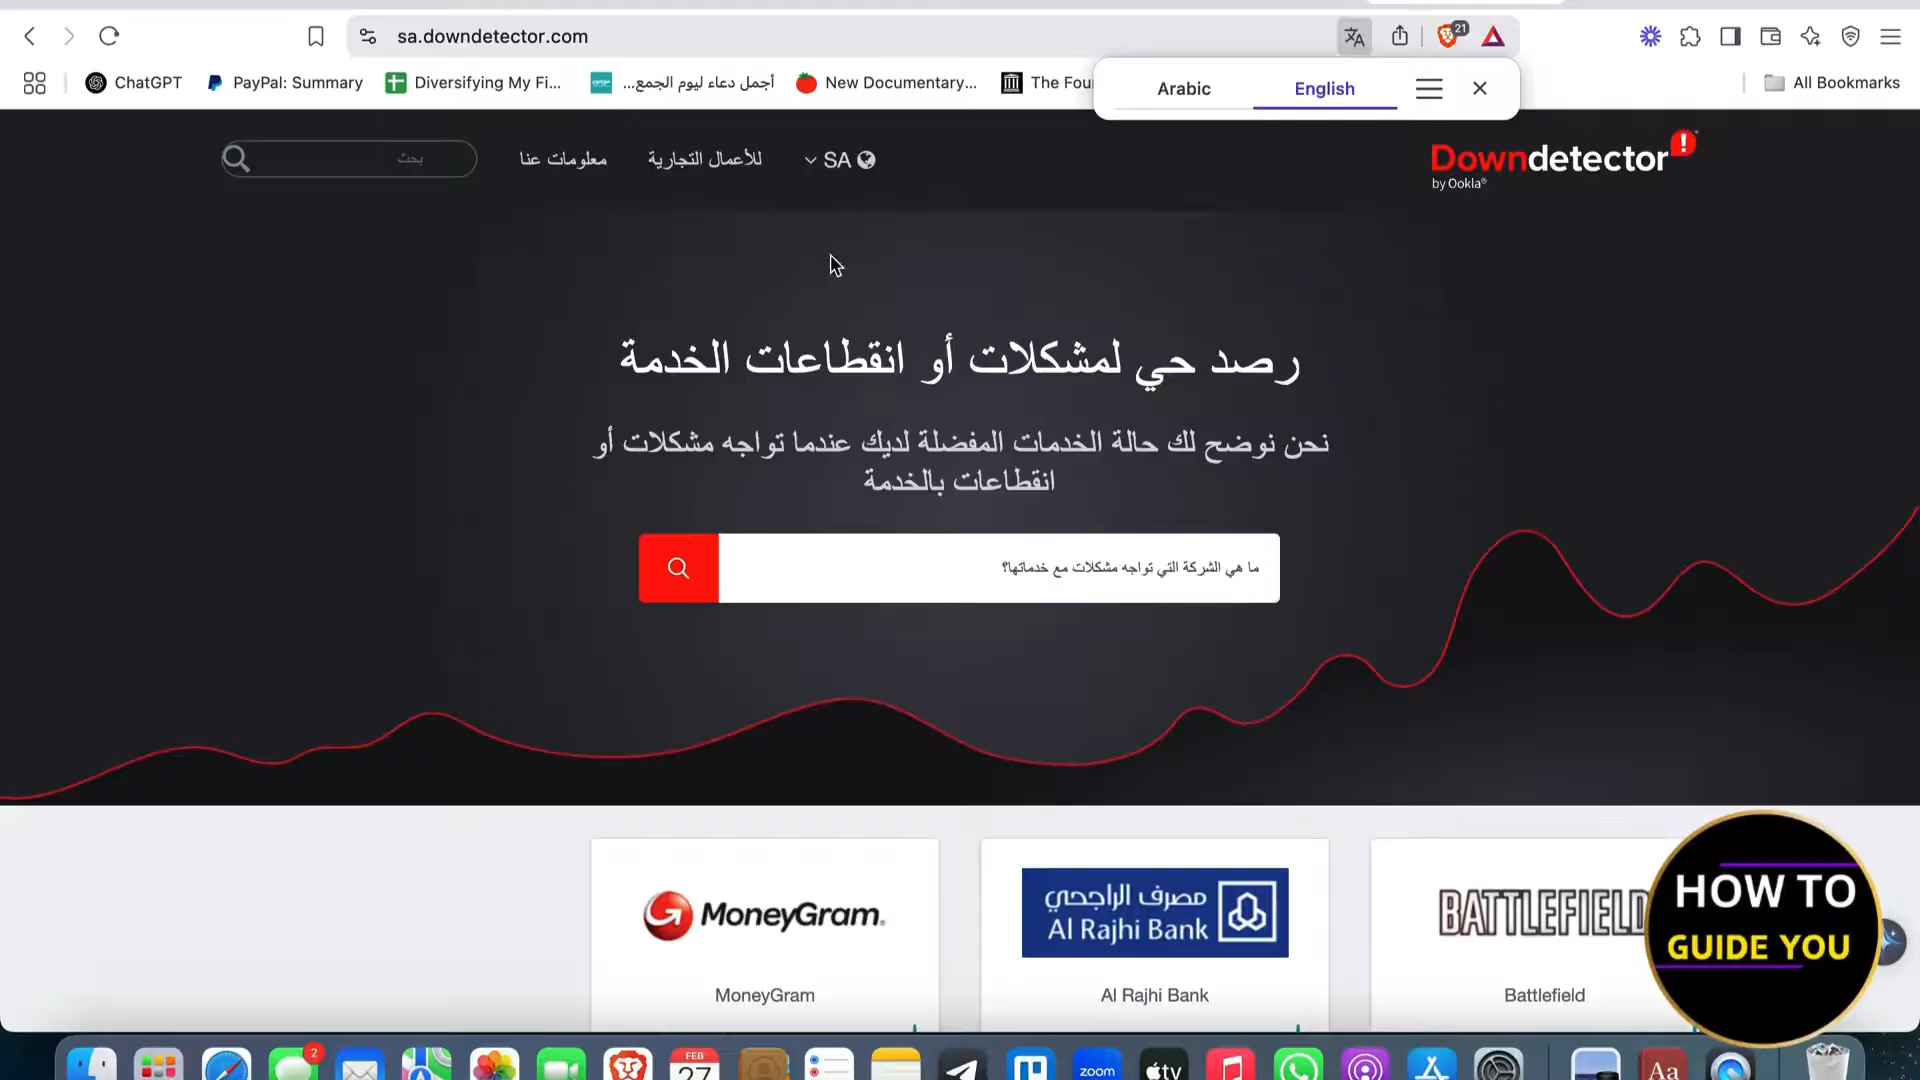 sa.downdetector.com
21
ChatGPT
PayPal: Summary
Diversifying My Fi...
أجمل دعاء ليوم الجمع...
New Documentary...
The Fou
All Bookmarks
Arabic
English
بحث
معلومات عنا
للأعمال التجارية
SA
Downdetector
by Ookla®
رصد حي لمشكلات أو انقطاعات الخدمة
نحن نوضح لك حالة الخدمات المفضلة لديك عندما تواجه مشكلات أو
انقطاعات بالخدمة
ما هي الشركة التي تواجه مشكلات مع خدماتها؟
MoneyGram
مصرف الراجحي
Al Rajhi Bank
BATTLEFIELD
MoneyGram
Al Rajhi Bank
Battlefield
HOW TO
GUIDE YOU
2
FEB
27
zoom
tv
Aa